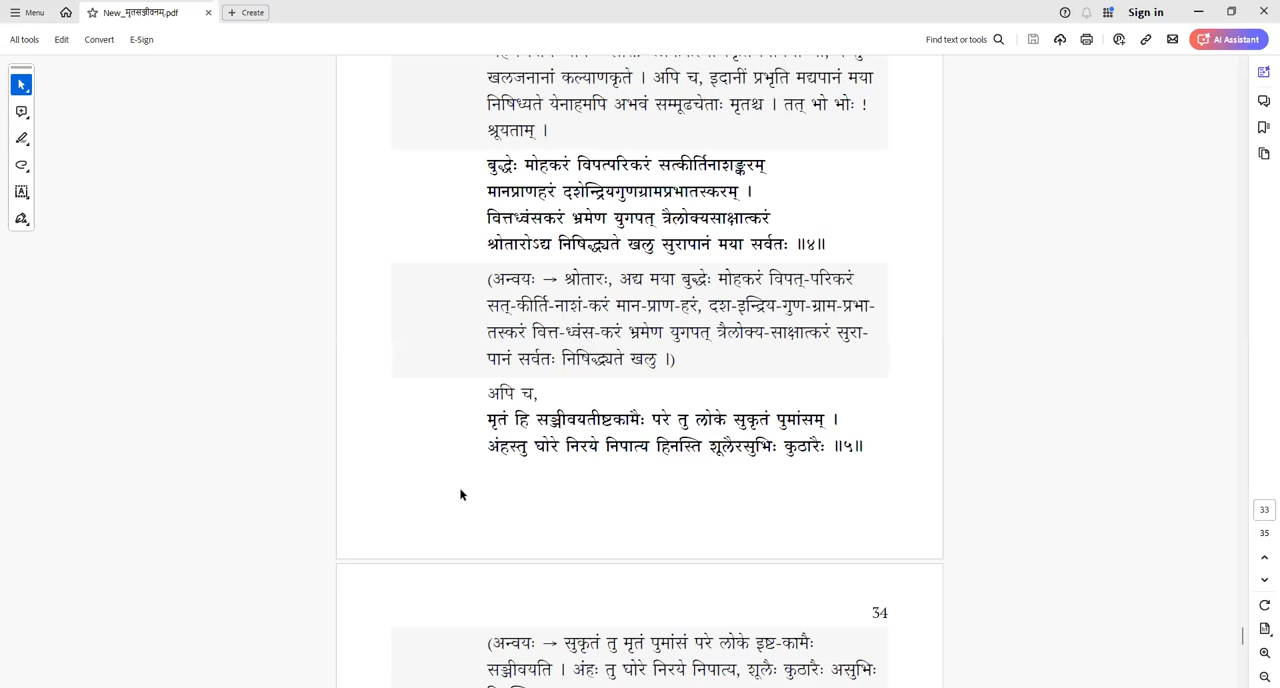 Menu
New_मृतसञ्जीवनम्.pdf
Create
Sign in
All tools
Edit
Convert
E-Sign
Find text or tools
AI Assistant
खलजनानां कल्याणकृते । अपि च, इदानीं प्रभृति मद्यपानं मया
निषिध्यते येनाहमपि अभवं सम्मूढचेताः मृतश्च । तत् भो भोः !
श्रूयताम् ।
बुद्धेः मोहकरं विपत्परिकरं सत्कीर्तिनाशङ्करम्
मानप्राणहरं दशेन्द्रियगुणग्रामप्रभातस्करम् ।
वित्तध्वंसकरं भ्रमेण युगपत् त्रैलोक्यसाक्षात्करं
श्रोतारोऽद्य निषिद्ध्यते खलु सुरापानं मया सर्वतः ॥४॥
(अन्वयः → श्रोतारः, अद्य मया बुद्धेः मोहकरं विपत्-परिकरं
सत्-कीर्ति-नाशं-करं मान-प्राण-हरं, दश-इन्द्रिय-गुण-ग्राम-प्रभा-
तस्करं वित्त-ध्वंस-करं भ्रमेण युगपत् त्रैलोक्य-साक्षात्करं सुरा-
पानं सर्वतः निषिद्ध्यते खलु ।)
अपि च,
मृतं हि सञ्जीवयतीष्टकामैः परे तु लोके सुकृतं पुमांसम् ।
अंहस्तु घोरे निरये निपात्य हिनस्ति शूलैरसुभिः कुठारैः ॥५॥
33
35
34
(अन्वयः → सुकृतं तु मृतं पुमांसं परे लोके इष्ट-कामैः
सञ्जीवयति । अंहः तु घोरे निरये निपात्य, शूलैः कुठारैः असुभिः